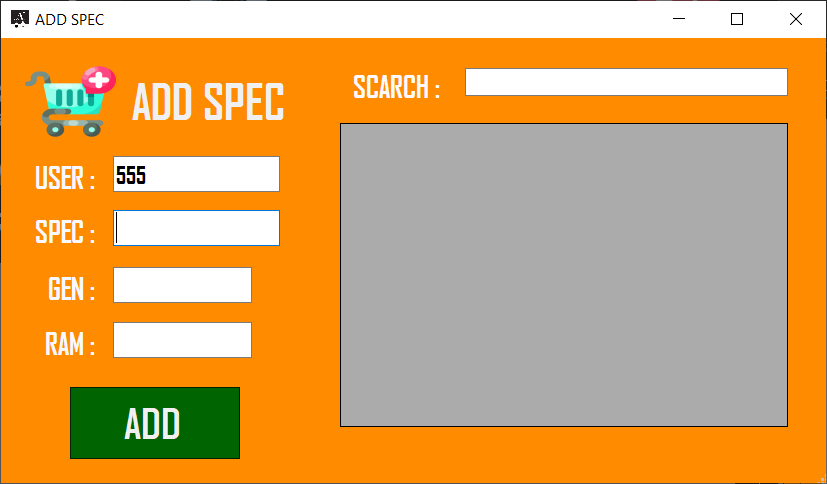 ADD SPEC
ADD SPEC
SCARCH :
USER : 555
SPEC :
GEN :
RAM :
ADD